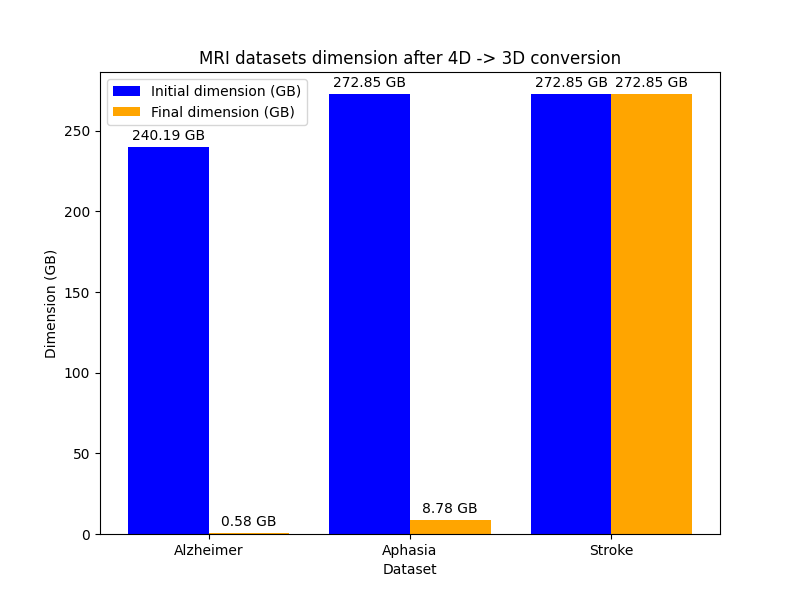 MRI datasets dimension after 4D -> 3D conversion
Initial dimension (GB)
Final dimension (GB)
240.19 GB
272.85 GB
272.85 GB
272.85 GB
0.58 GB
8.78 GB
250
200
150
100
50
0
Dimension (GB)
Alzheimer
Aphasia
Stroke
Dataset